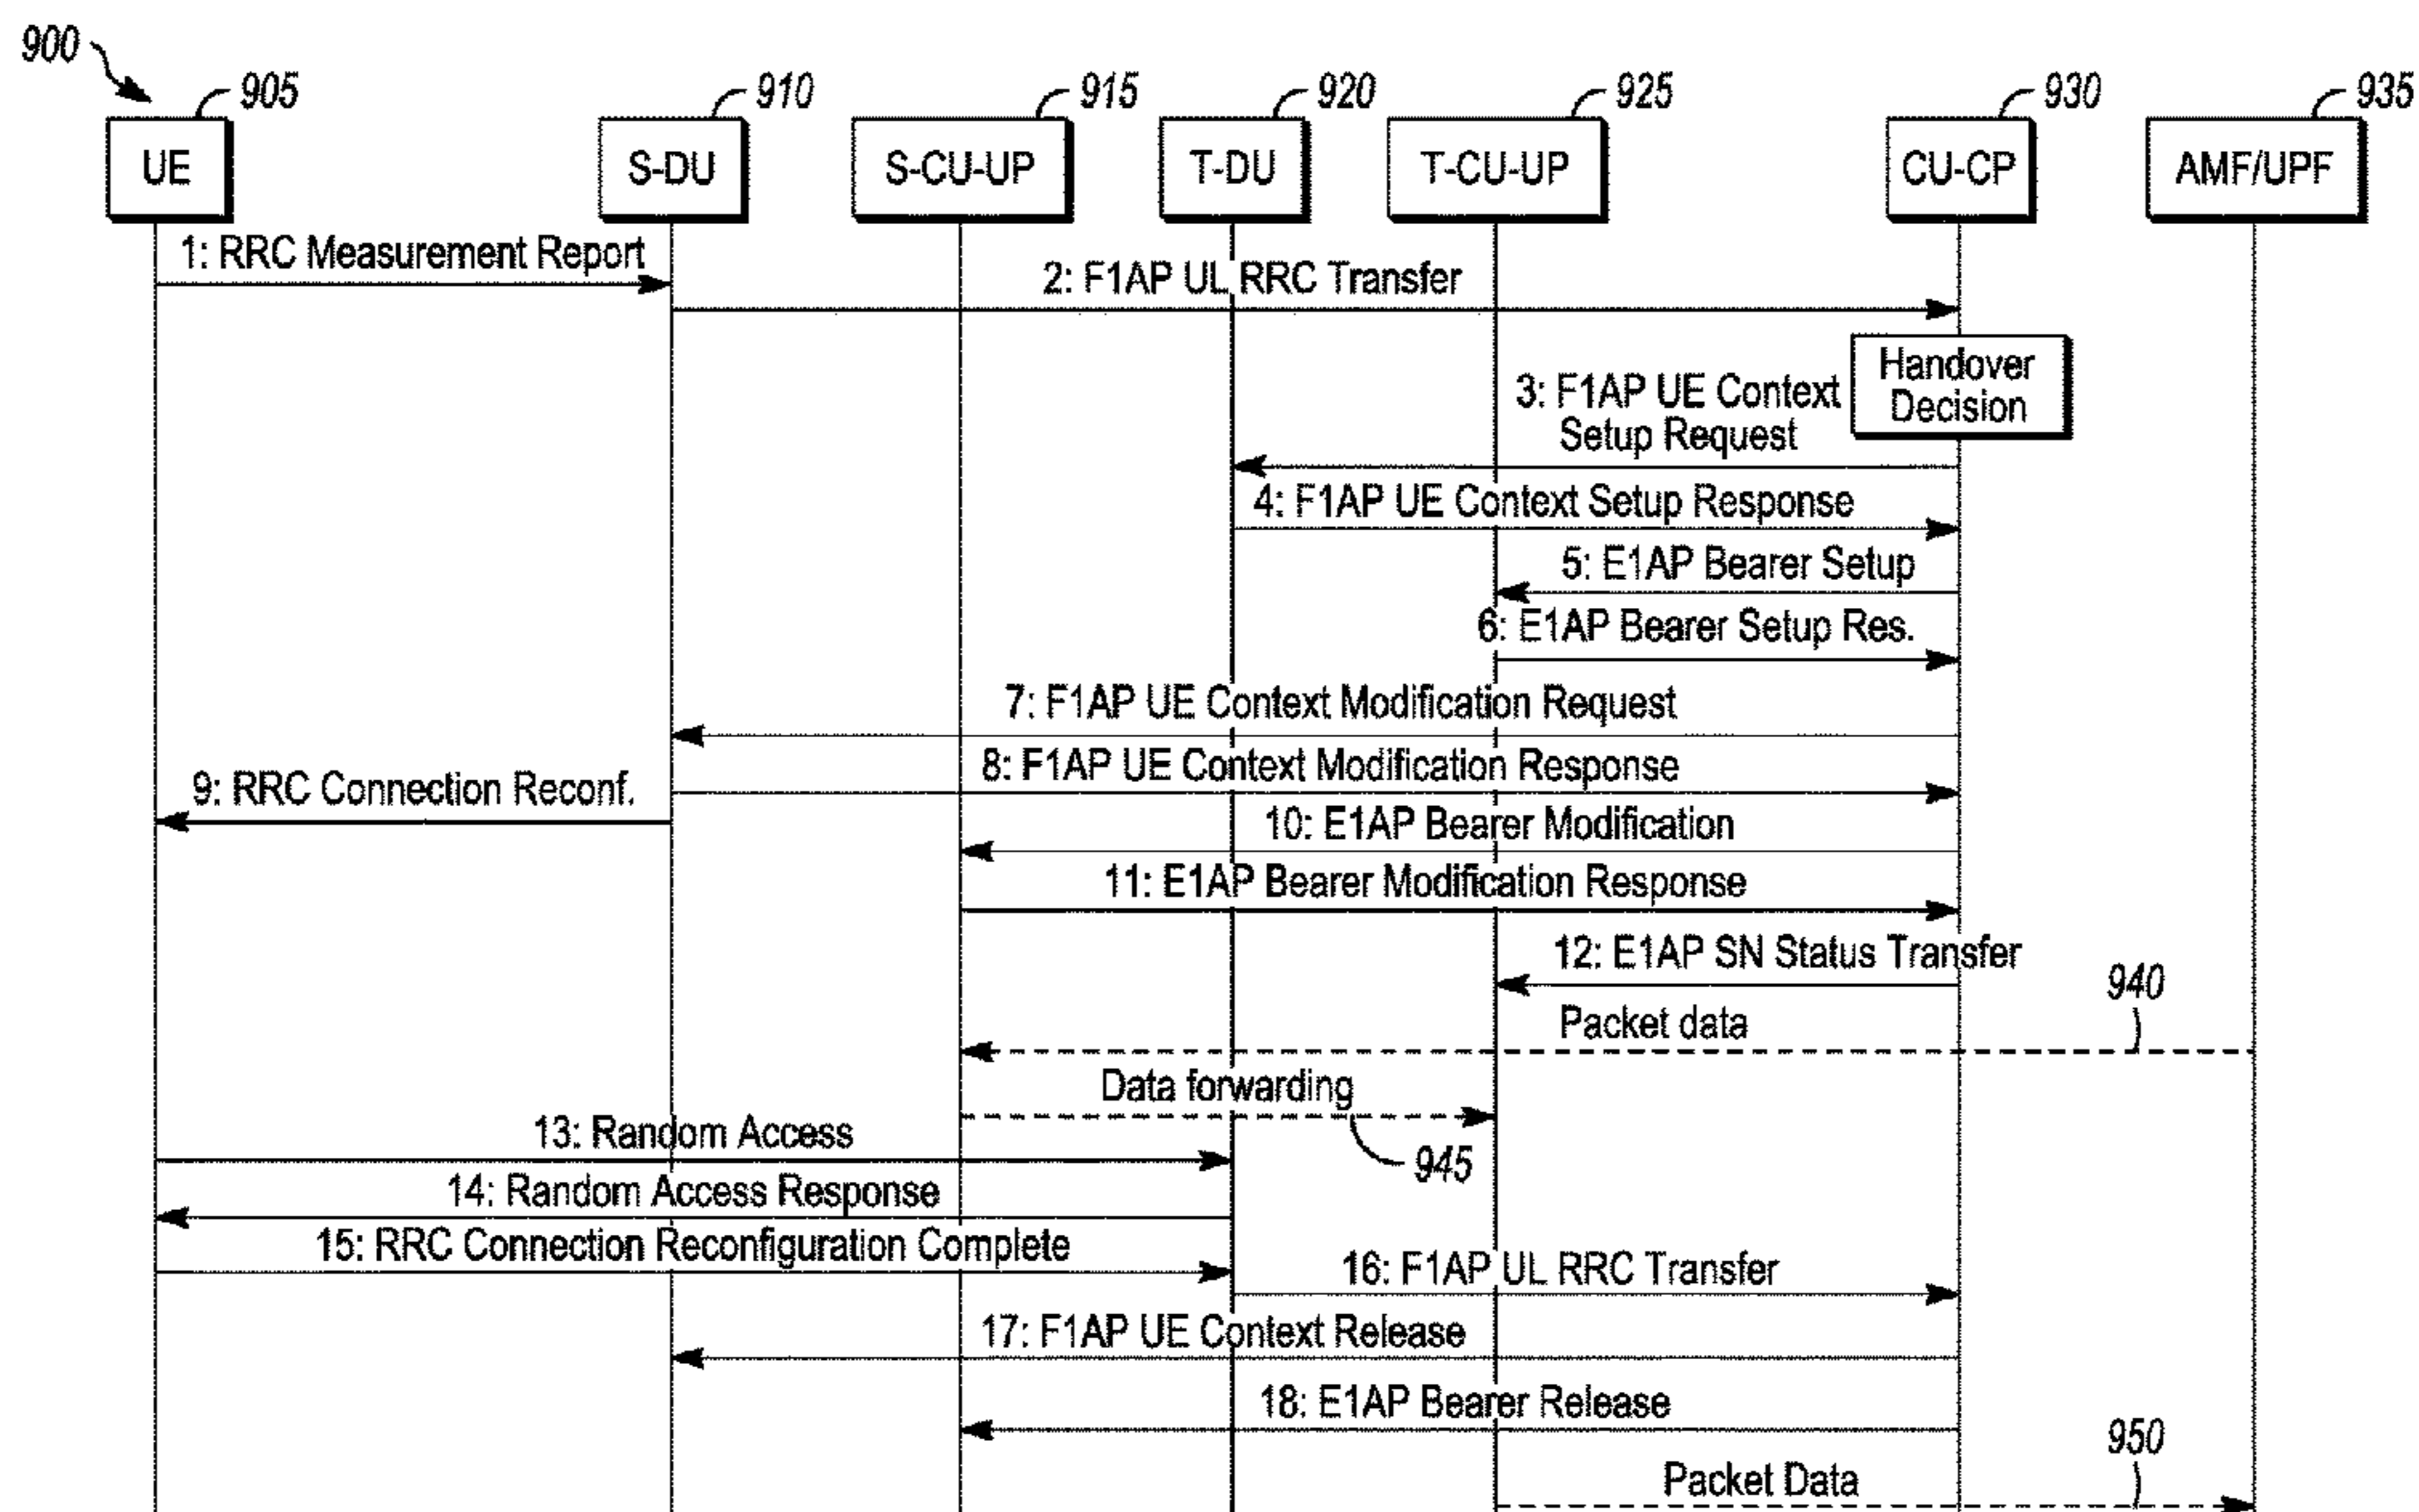 900
905
910
915
920
925
930
935
UE
S-DU
S-CU-UP
T-DU
T-CU-UP
CU-CP
AMF/UPF
1: RRC Measurement Report
2: F1AP UL RRC Transfer
Handover
Decision
3: F1AP UE Context
Setup Request
4: F1AP UE Context Setup Response
5: E1AP Bearer Setup
6: E1AP Bearer Setup Res.
7: F1AP UE Context Modification Request
8: F1AP UE Context Modification Response
9: RRC Connection Reconf.
10: E1AP Bearer Modification
11: E1AP Bearer Modification Response
12: E1AP SN Status Transfer
940
Packet data
Data forwarding
945
13: Random Access
14: Random Access Response
15: RRC Connection Reconfiguration Complete
16: F1AP UL RRC Transfer
17: F1AP UE Context Release
18: E1AP Bearer Release
950
Packet Data